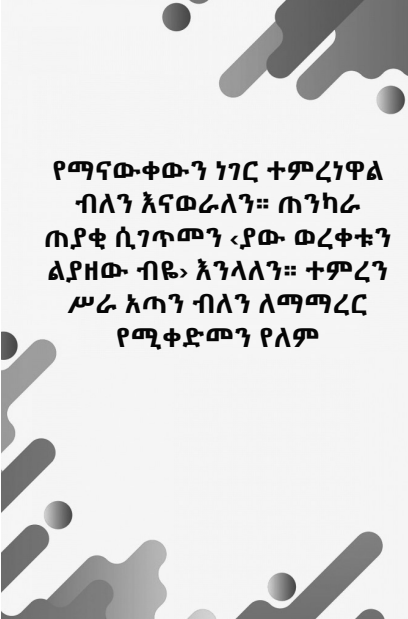 የማናውቀውን ነገር ተምረነዋል
ብለን እናወራለን። ጠንካራ
ጠያቂ ሲገጥመን ‹ያው ወረቀቱን
ልያዘው ብዬ› እንላለን። ተምረን
ሥራ አጣን ብለን ለማማረር
የሚቀድመን የለም